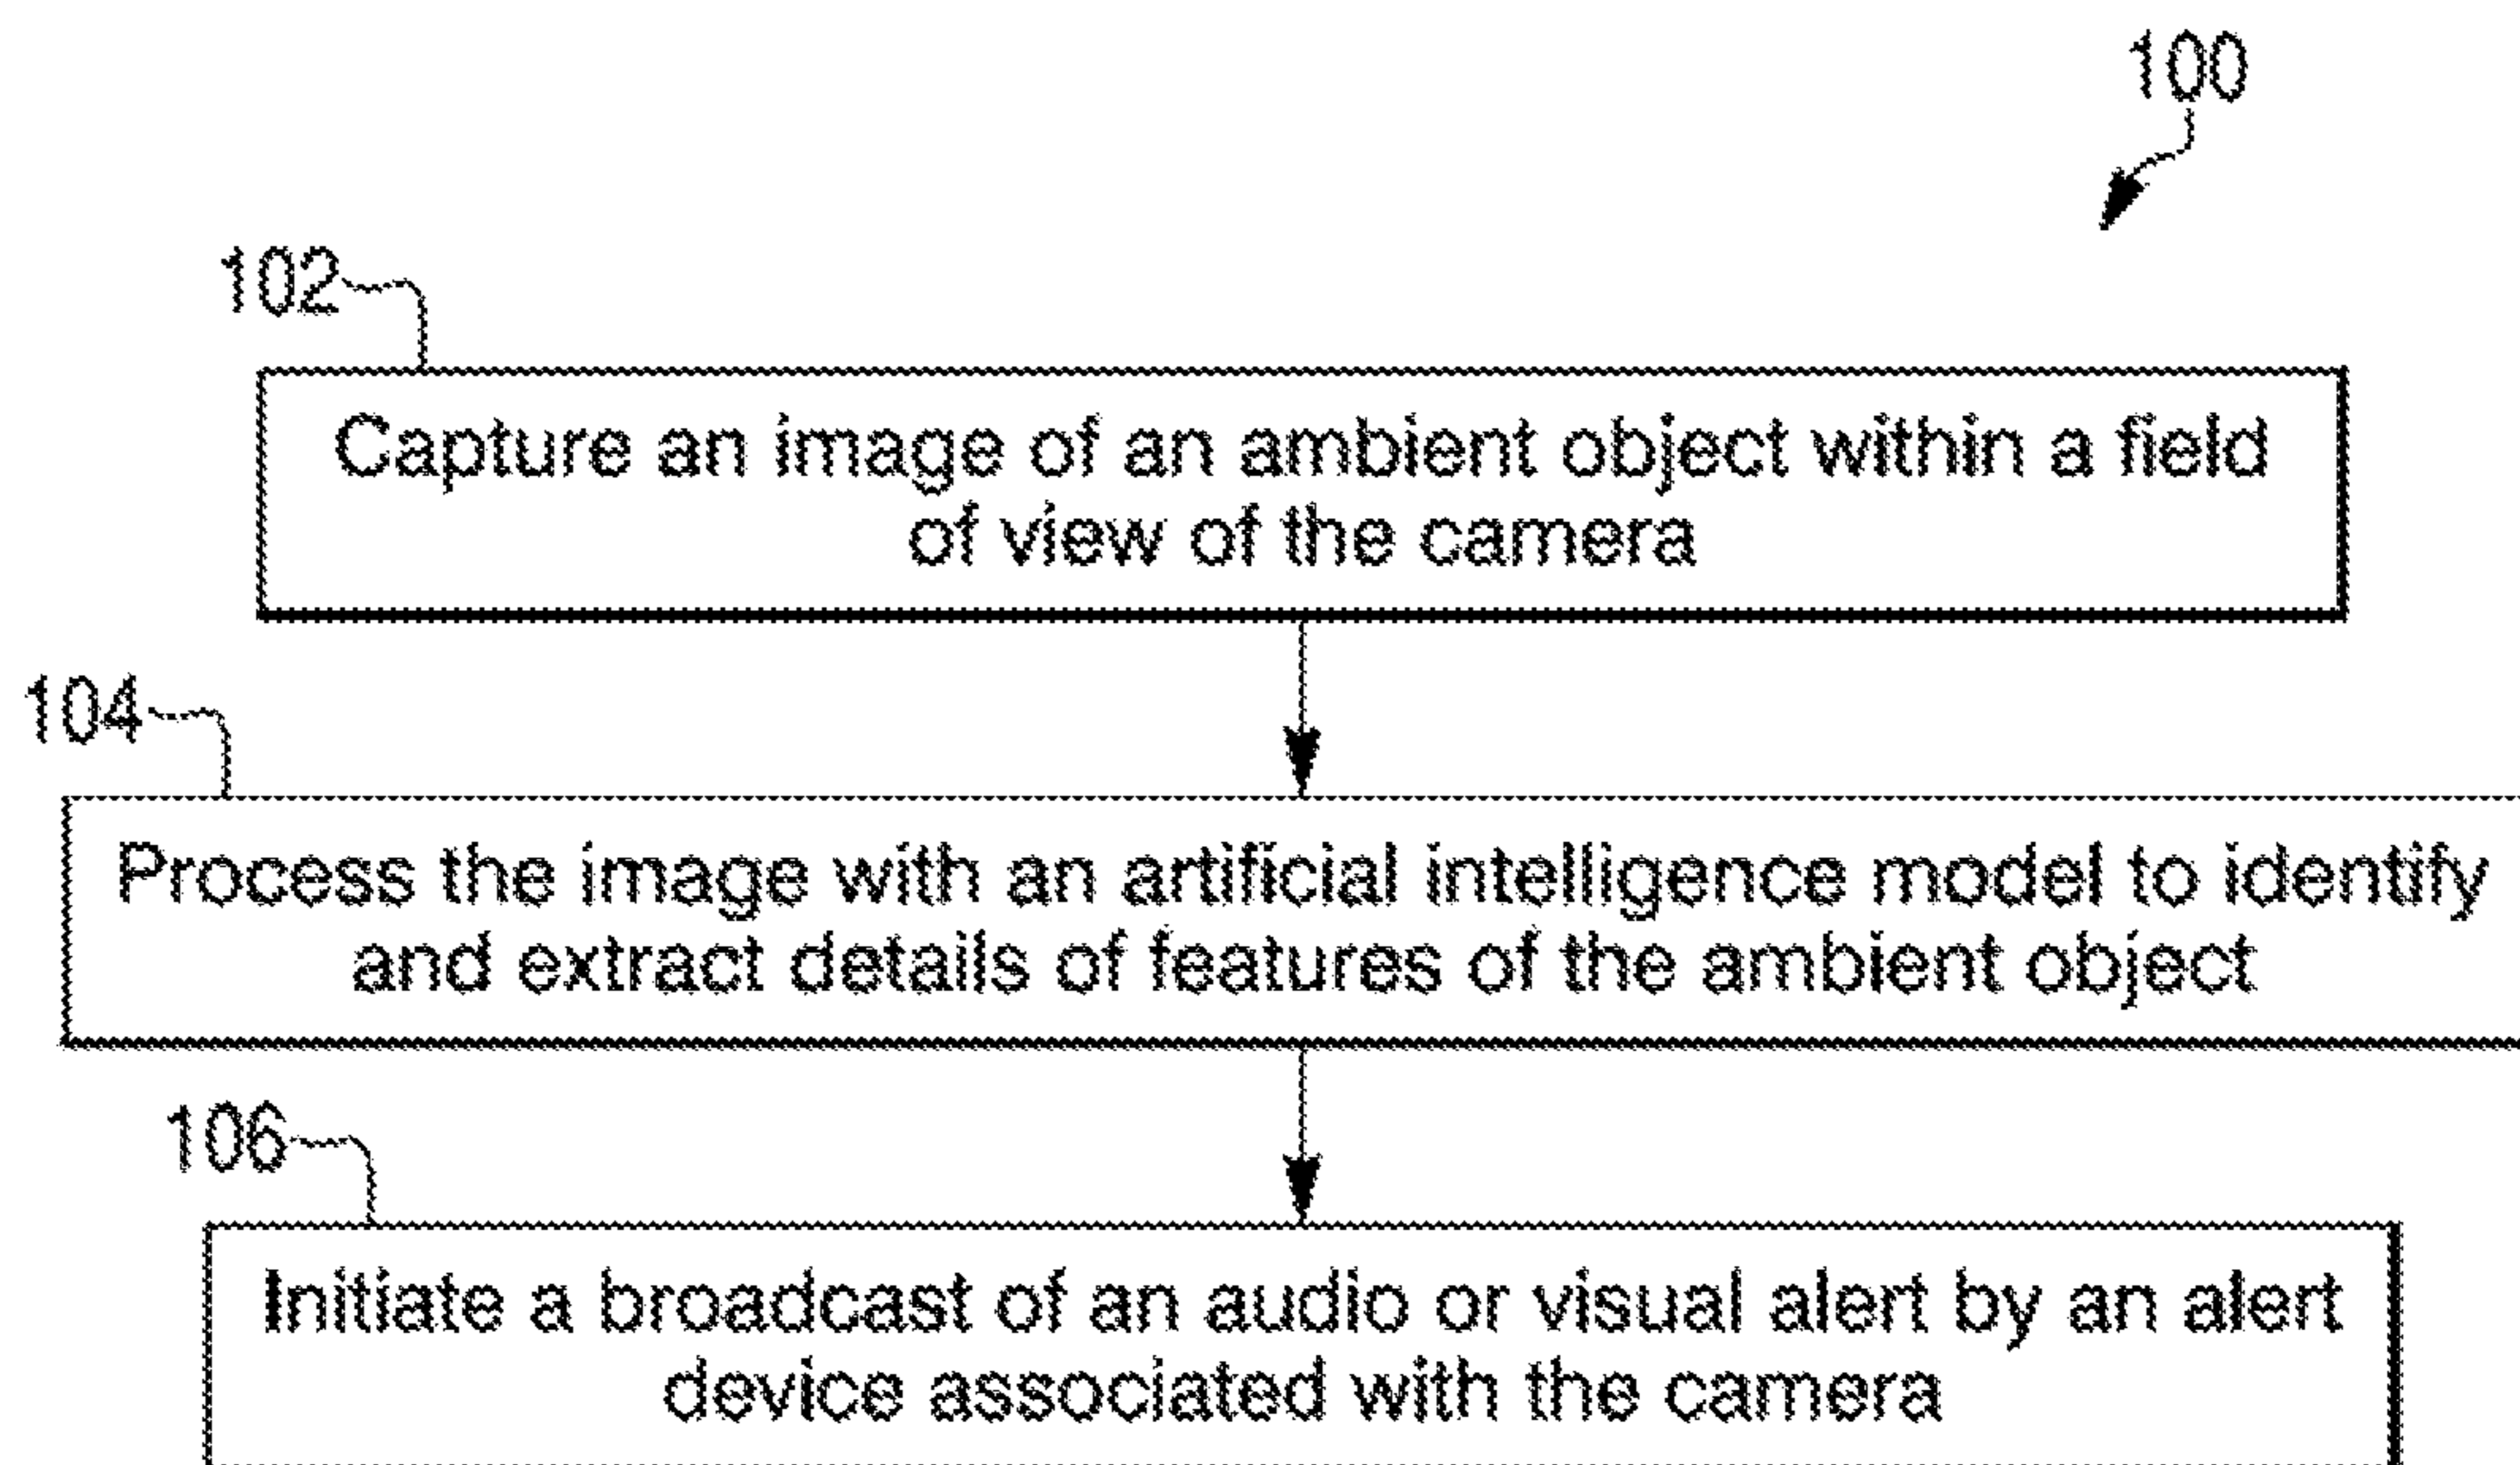 100
102
Capture an image of an ambient object within a field
of view of the camera
104
Process the image with an artificial intelligence model to identify
and extract details of features of the ambient object
106
Initiate a broadcast of an audio or visual alert by an alert
device associated with the camera